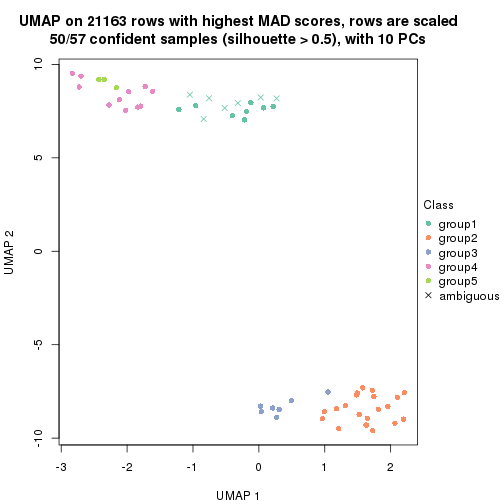 UMAP on 21163 rows with highest MAD scores, rows are scaled
50/57 confident samples (silhouette > 0.5), with 10 PCs
10
5
0
-5
-10
UMAP 2
-3
-2
-1
0
1
2
UMAP 1
Class
group1
group2
group3
group4
group5
ambiguous